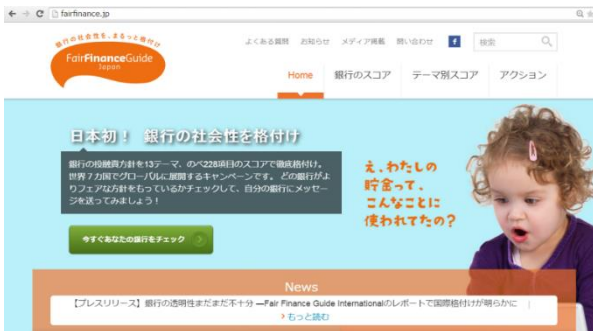 fairfinance.jp
銀行の社会性を、まるっと格付け
FairFinanceGuide
Japan
よくある質問 お知らせ メディア掲載 問い合わせ f 検索
Home 銀行のスコア テーマ別スコア アクション
日本初! 銀行の社会性を格付け
銀行の投融資方針を13テーマ、のべ228項目のスコアで徹底格付け。
世界7カ国でグローバルに展開するキャンペーンです。 どの銀行がよ
りフェアな方針をもっているかチェックして、自分の銀行にメッセー
ジを送ってみましょう!
今すぐあなたの銀行をチェック
え、わたしの
貯金って、
こんなことに
使われてたの?
News
【プレスリリース】銀行の透明性まだまだ不十分 ―Fair Finance Guide Internationalのレポートで国際格付けが明らかに
> もっと読む